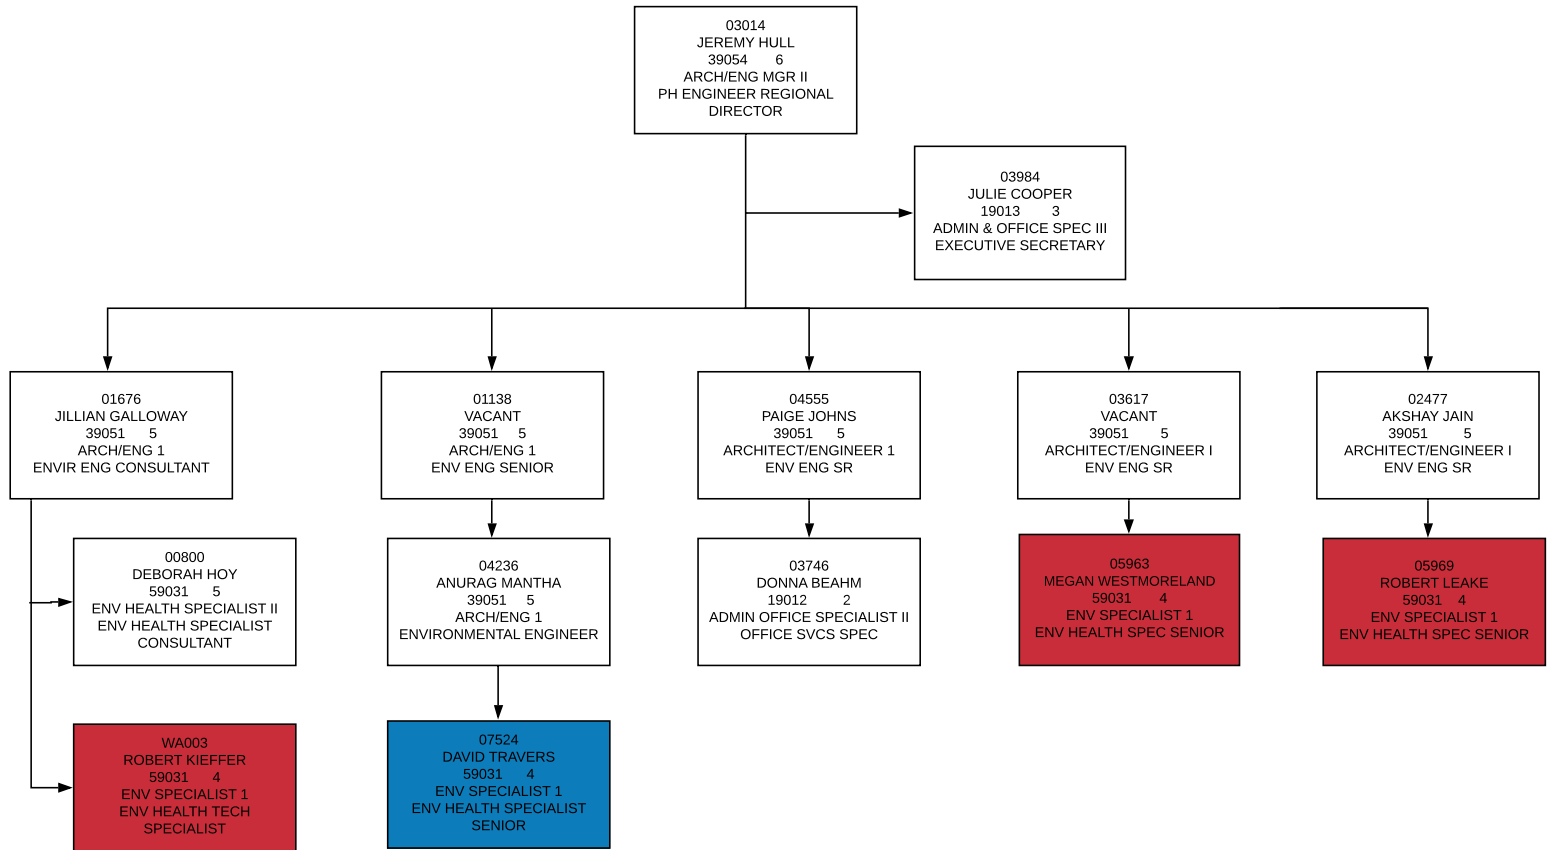 03014
JEREMY HULL
39054 6
ARCH/ENG MGR II
PH ENGINEER REGIONAL
DIRECTOR
03984
JULIE COOPER
19013 3
ADMIN & OFFICE SPEC III
EXECUTIVE SECRETARY
01676
JILLIAN GALLOWAY
39051 5
ARCH/ENG 1
ENVIR ENG CONSULTANT
01138
VACANT
39051 5
ARCH/ENG 1
ENV ENG SENIOR
04555
PAIGE JOHNS
39051 5
ARCHITECT/ENGINEER 1
ENV ENG SR
03617
VACANT
39051 5
ARCHITECT/ENGINEER I
ENV ENG SR
02477
AKSHAY JAIN
39051 5
ARCHITECT/ENGINEER I
ENV ENG SR
00800
DEBORAH HOY
59031 5
ENV HEALTH SPECIALIST II
ENV HEALTH SPECIALIST
CONSULTANT
04236
ANURAG MANTHA
39051 5
ARCH/ENG 1
ENVIRONMENTAL ENGINEER
03746
DONNA BEAHM
19012 2
ADMIN OFFICE SPECIALIST II
OFFICE SVCS SPEC
05963
MEGAN WESTMORELAND
59031 4
ENV SPECIALIST 1
ENV HEALTH SPEC SENIOR
05969
ROBERT LEAKE
59031 4
ENV SPECIALIST 1
ENV HEALTH SPEC SENIOR
WA003
ROBERT KIEFFER
59031 4
ENV SPECIALIST 1
ENV HEALTH TECH
SPECIALIST
07524
DAVID TRAVERS
59031 4
ENV SPECIALIST 1
ENV HEALTH SPECIALIST
SENIOR